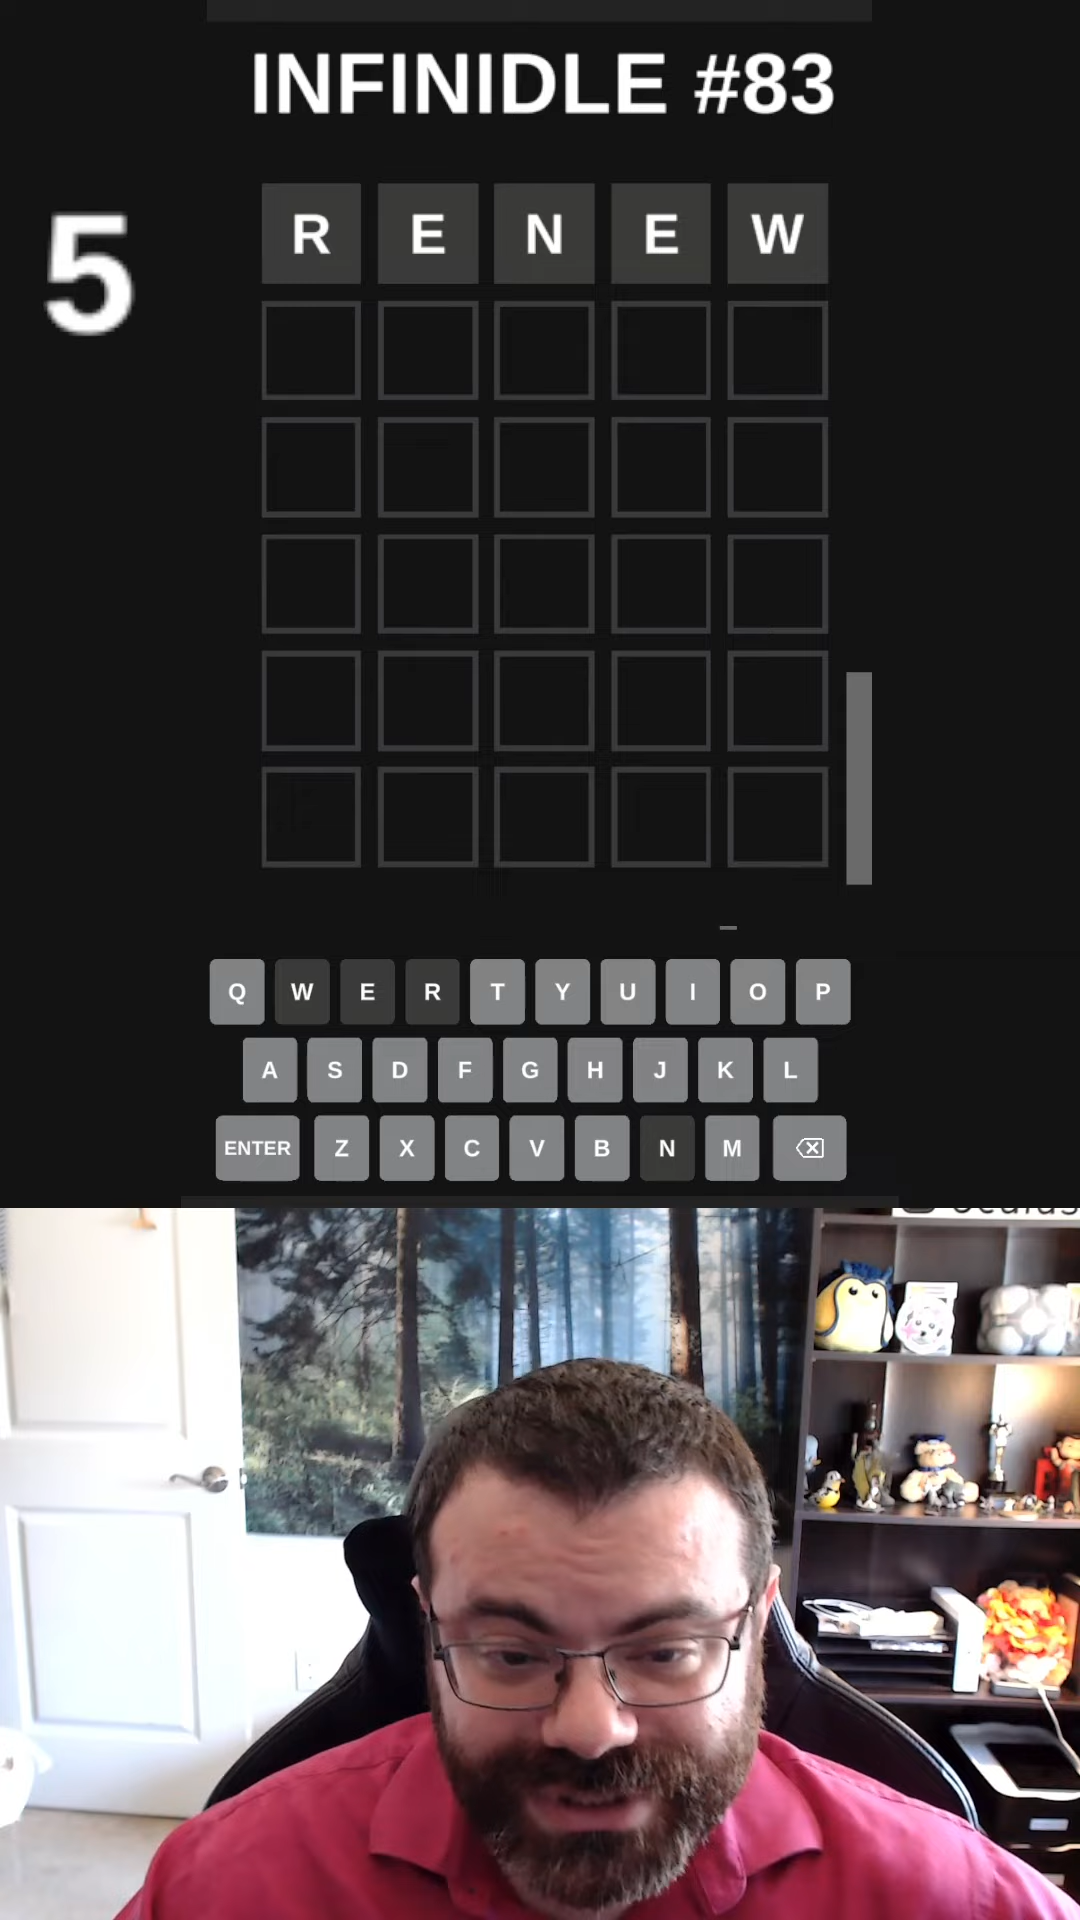 INFINIDLE #83
5
R E N E W
Q W E R T Y U I O P
A S D F G H J K L
ENTER Z X C V B N M